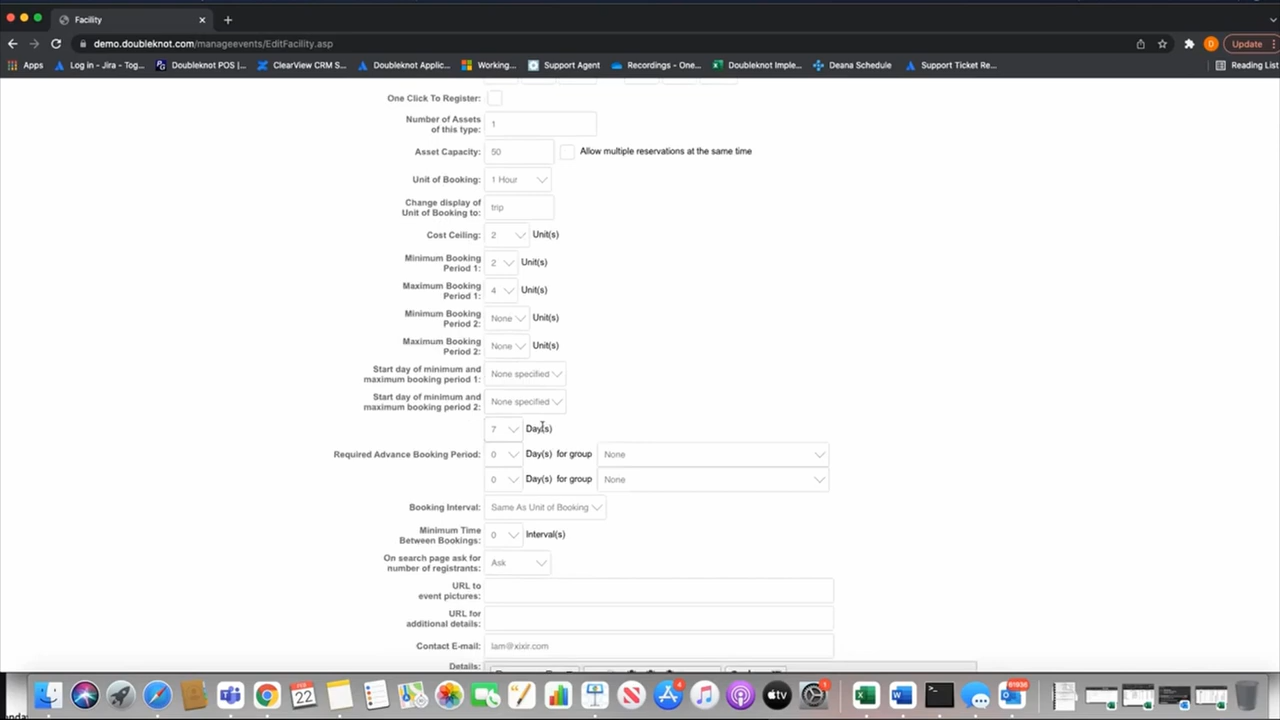 Facility
demo.doubleknot.com/manageevents/EditFacility.asp
D
Update
Apps
Log in - Jira - Tog...
Doubleknot POS |...
ClearView CRM S...
Doubleknot Applic...
Working...
Support Agent
Recordings - One...
Doubleknot Imple...
Deana Schedule
Support Ticket Re...
Reading List
One Click To Register:
Number of Assets
of this type:
1
Asset Capacity:
50
Allow multiple reservations at the same time
Unit of Booking:
1 Hour
Change display of
Unit of Booking to:
trip
Cost Ceiling:
2
Unit(s)
Minimum Booking
Period 1:
2
Unit(s)
Maximum Booking
Period 1:
4
Unit(s)
Minimum Booking
Period 2:
None
Unit(s)
Maximum Booking
Period 2:
None
Unit(s)
Start day of minimum and
maximum booking period 1:
None specified
Start day of minimum and
maximum booking period 2:
None specified
7
Day(s)
Required Advance Booking Period:
0
Day(s) for group
None
0
Day(s) for group
None
Booking Interval:
Same As Unit of Booking
Minimum Time
Between Bookings:
0
Interval(s)
On search page ask for
number of registrants:
Ask
URL to
event pictures:
URL for
additional details:
Contact E-mail:
lam@xixir.com
Details:
FEB
22
4
tv
1